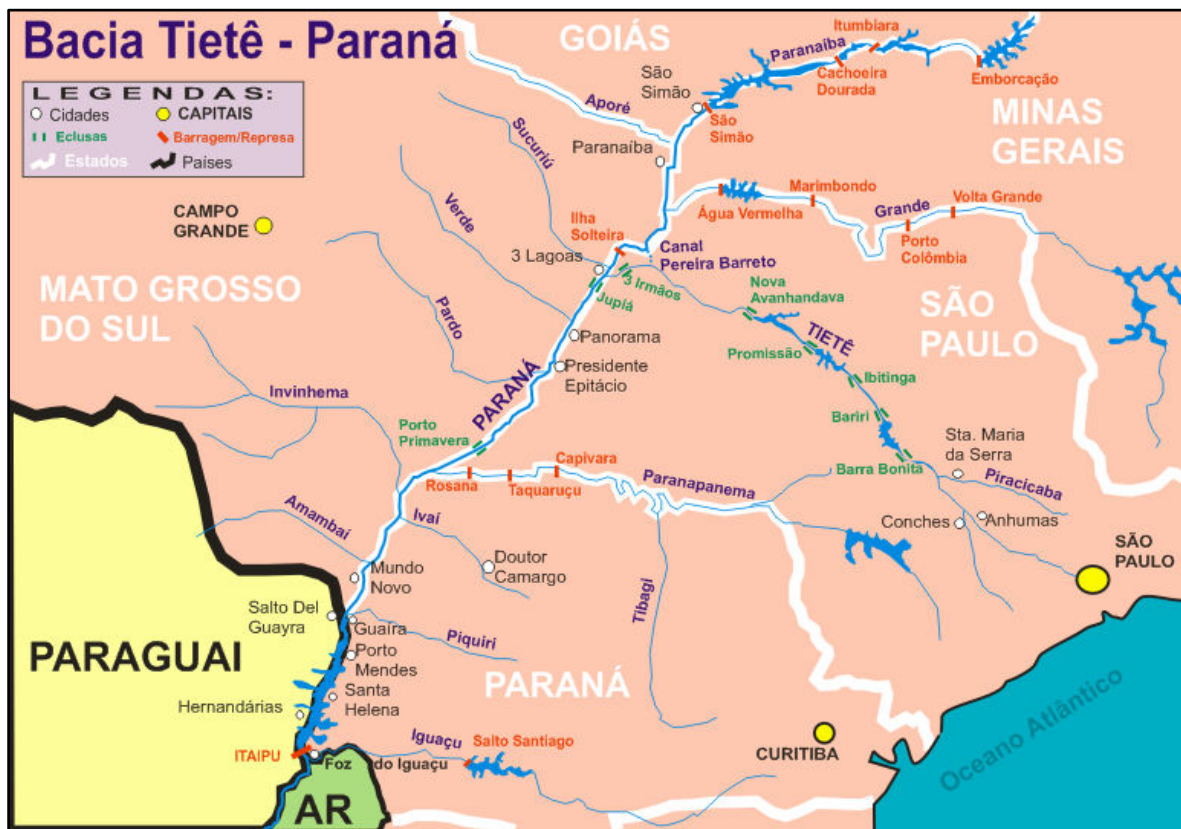 Bacia Tietê - Paraná
LEGENDAS:
Cidades
CAPITAIS
Eclusas
Barragem/Represa
Estados
Países
GOIÁS
Itumbiara
Paranaíba
Cachoeira
Dourada
Emborcação
São
Simão
São
Simão
Aporé
MINAS
GERAIS
Sucuriú
Paranaíba
Verde
CAMPO
GRANDE
Ilha
Solteira
Água Vermelha
Marimbondo
Grande
Volta Grande
Porto
Colômbia
Canal
Pereira Barreto
3 Lagoas
3 Irmãos
Jupiá
Nova
Avanhandava
MATO GROSSO
DO SUL
SÃO
PAULO
Pardo
Panorama
TIETÊ
Promissão
Presidente
Epitácio
Ibitinga
Invinhema
PARANÁ
Bariri
Porto
Primavera
Sta. Maria
da Serra
Barra Bonita
Piracicaba
Capivara
Rosana
Taquaruçu
Paranapanema
Amambaí
Ivaí
Conches
Anhumas
SÃO
PAULO
Doutor
Camargo
Mundo
Novo
Tibagi
Salto Del
Guayra
Guaíra
Piquiri
PARAGUAI
Porto
Mendes
PARANÁ
Santa
Helena
Hernandárias
Oceano Atlântico
Iguaçu
Salto Santiago
ITAIPU
Foz do Iguaçu
CURITIBA
AR